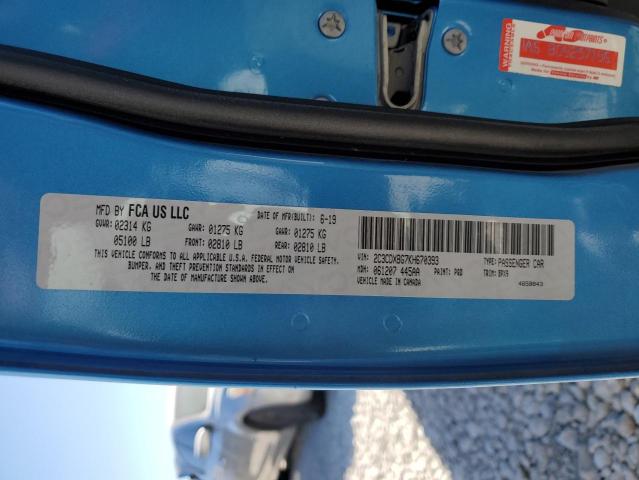 WARNING
MFD BY FCA US LLC
DATE OF MFR(BUILT): 6-19
GVWR: 02314 KG GAWR: 01275 KG GAWR: 01275 KG
05100 LB FRONT: 02810 LB REAR: 02810 LB
THIS VEHICLE CONFORMS TO ALL APPLICABLE U.S.A. FEDERAL MOTOR VEHICLE SAFETY,
BUMPER, AND THEFT PREVENTION STANDARDS IN EFFECT ON
THE DATE OF MANUFACTURE SHOWN ABOVE.
VIN: 2C3CDXBG7KH670393 TYPE: PASSENGER CAR
MDH: 061207 445AA PAINT: PQD TRIM: BPX9
VEHICLE MADE IN CANADA 4650043